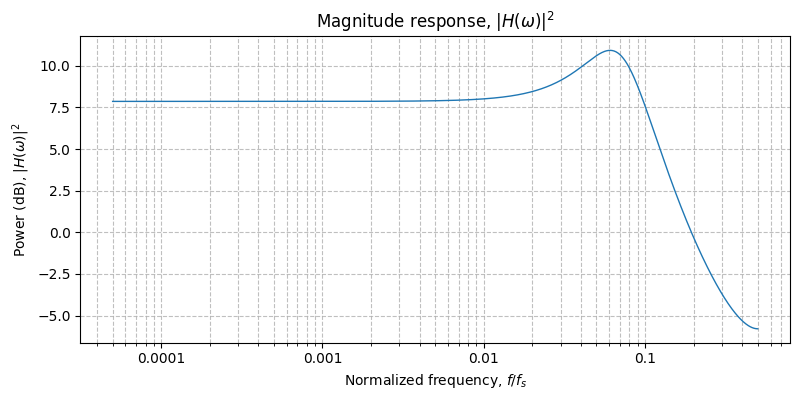 Magnitude response, |H(ω)|²
Power (dB), |H(ω)|²
10.0
7.5
5.0
2.5
0.0
−2.5
−5.0
0.0001 0.001 0.01 0.1
Normalized frequency, f/fₛ